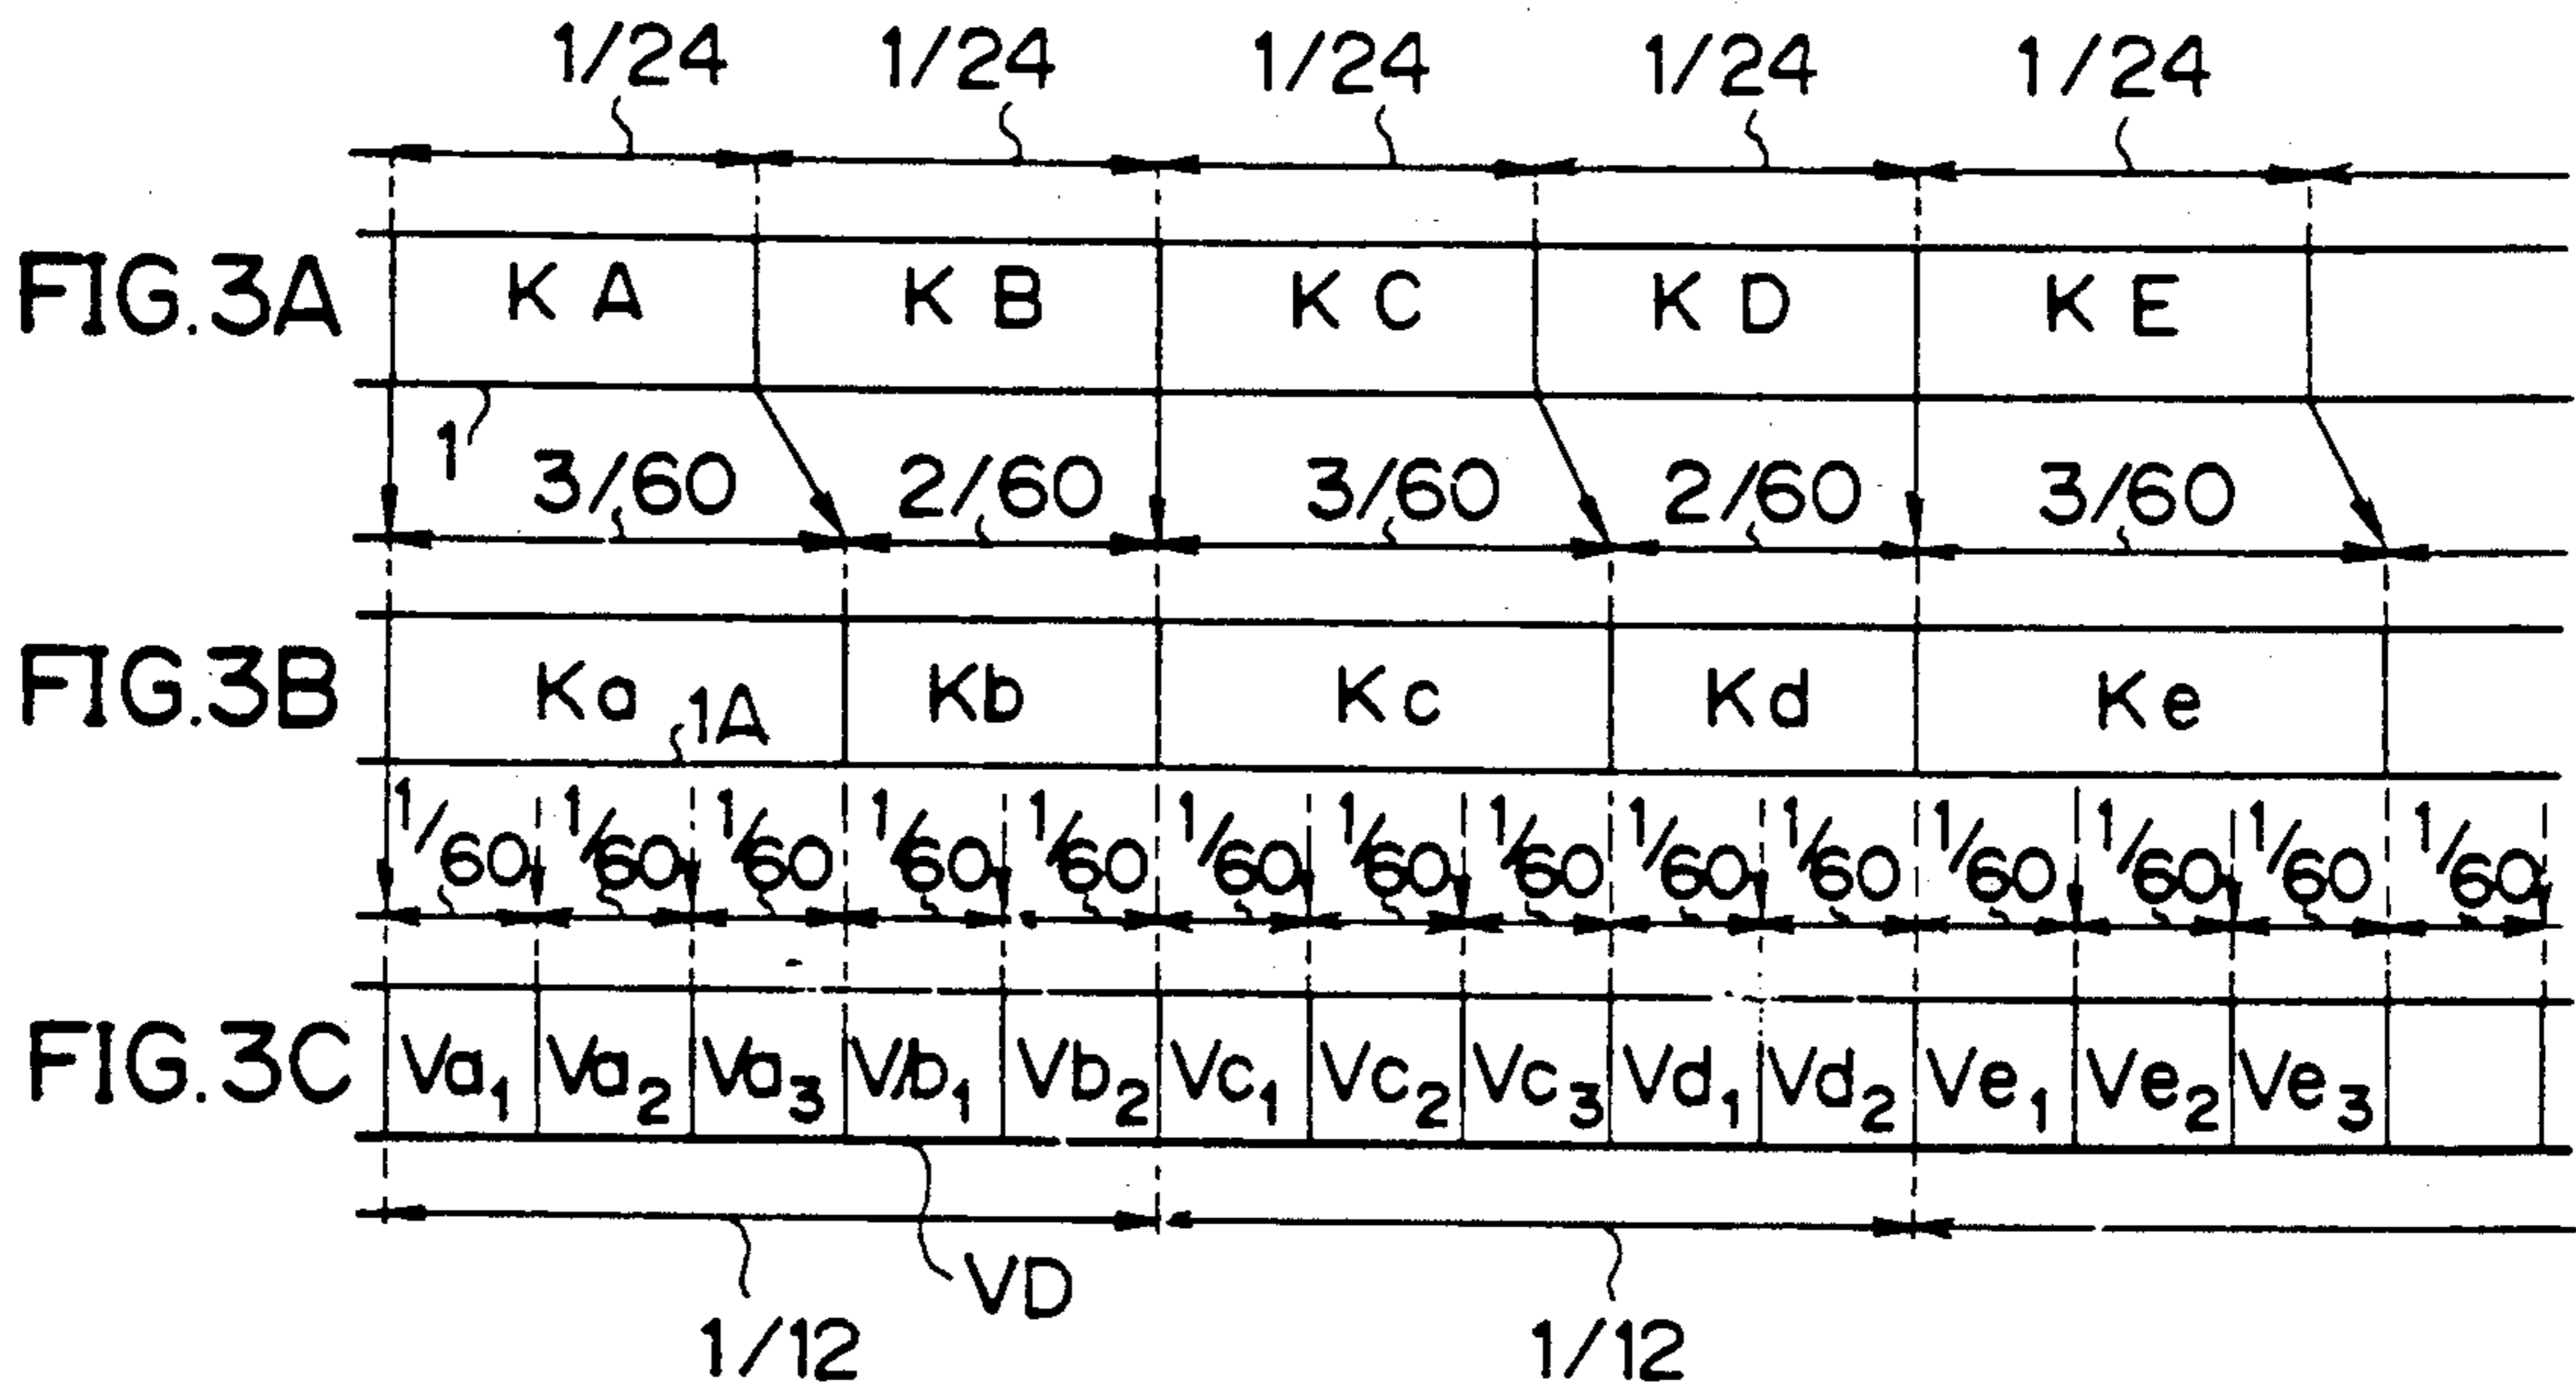 1/24 1/24 1/24 1/24 1/24
FIG.3A KA KB KC KD KE
1 3/60 2/60 3/60 2/60 3/60
FIG.3B Ka Kb Kc Kd Ke
1A
1/60 1/60 1/60 1/60 1/60 1/60 1/60 1/60 1/60 1/60 1/60 1/60 1/60 1/60
FIG.3C Va1 Va2 Va3 Vb1 Vb2 Vc1 Vc2 Vc3 Vd1 Vd2 Ve1 Ve2 Ve3
VD
1/12 1/12